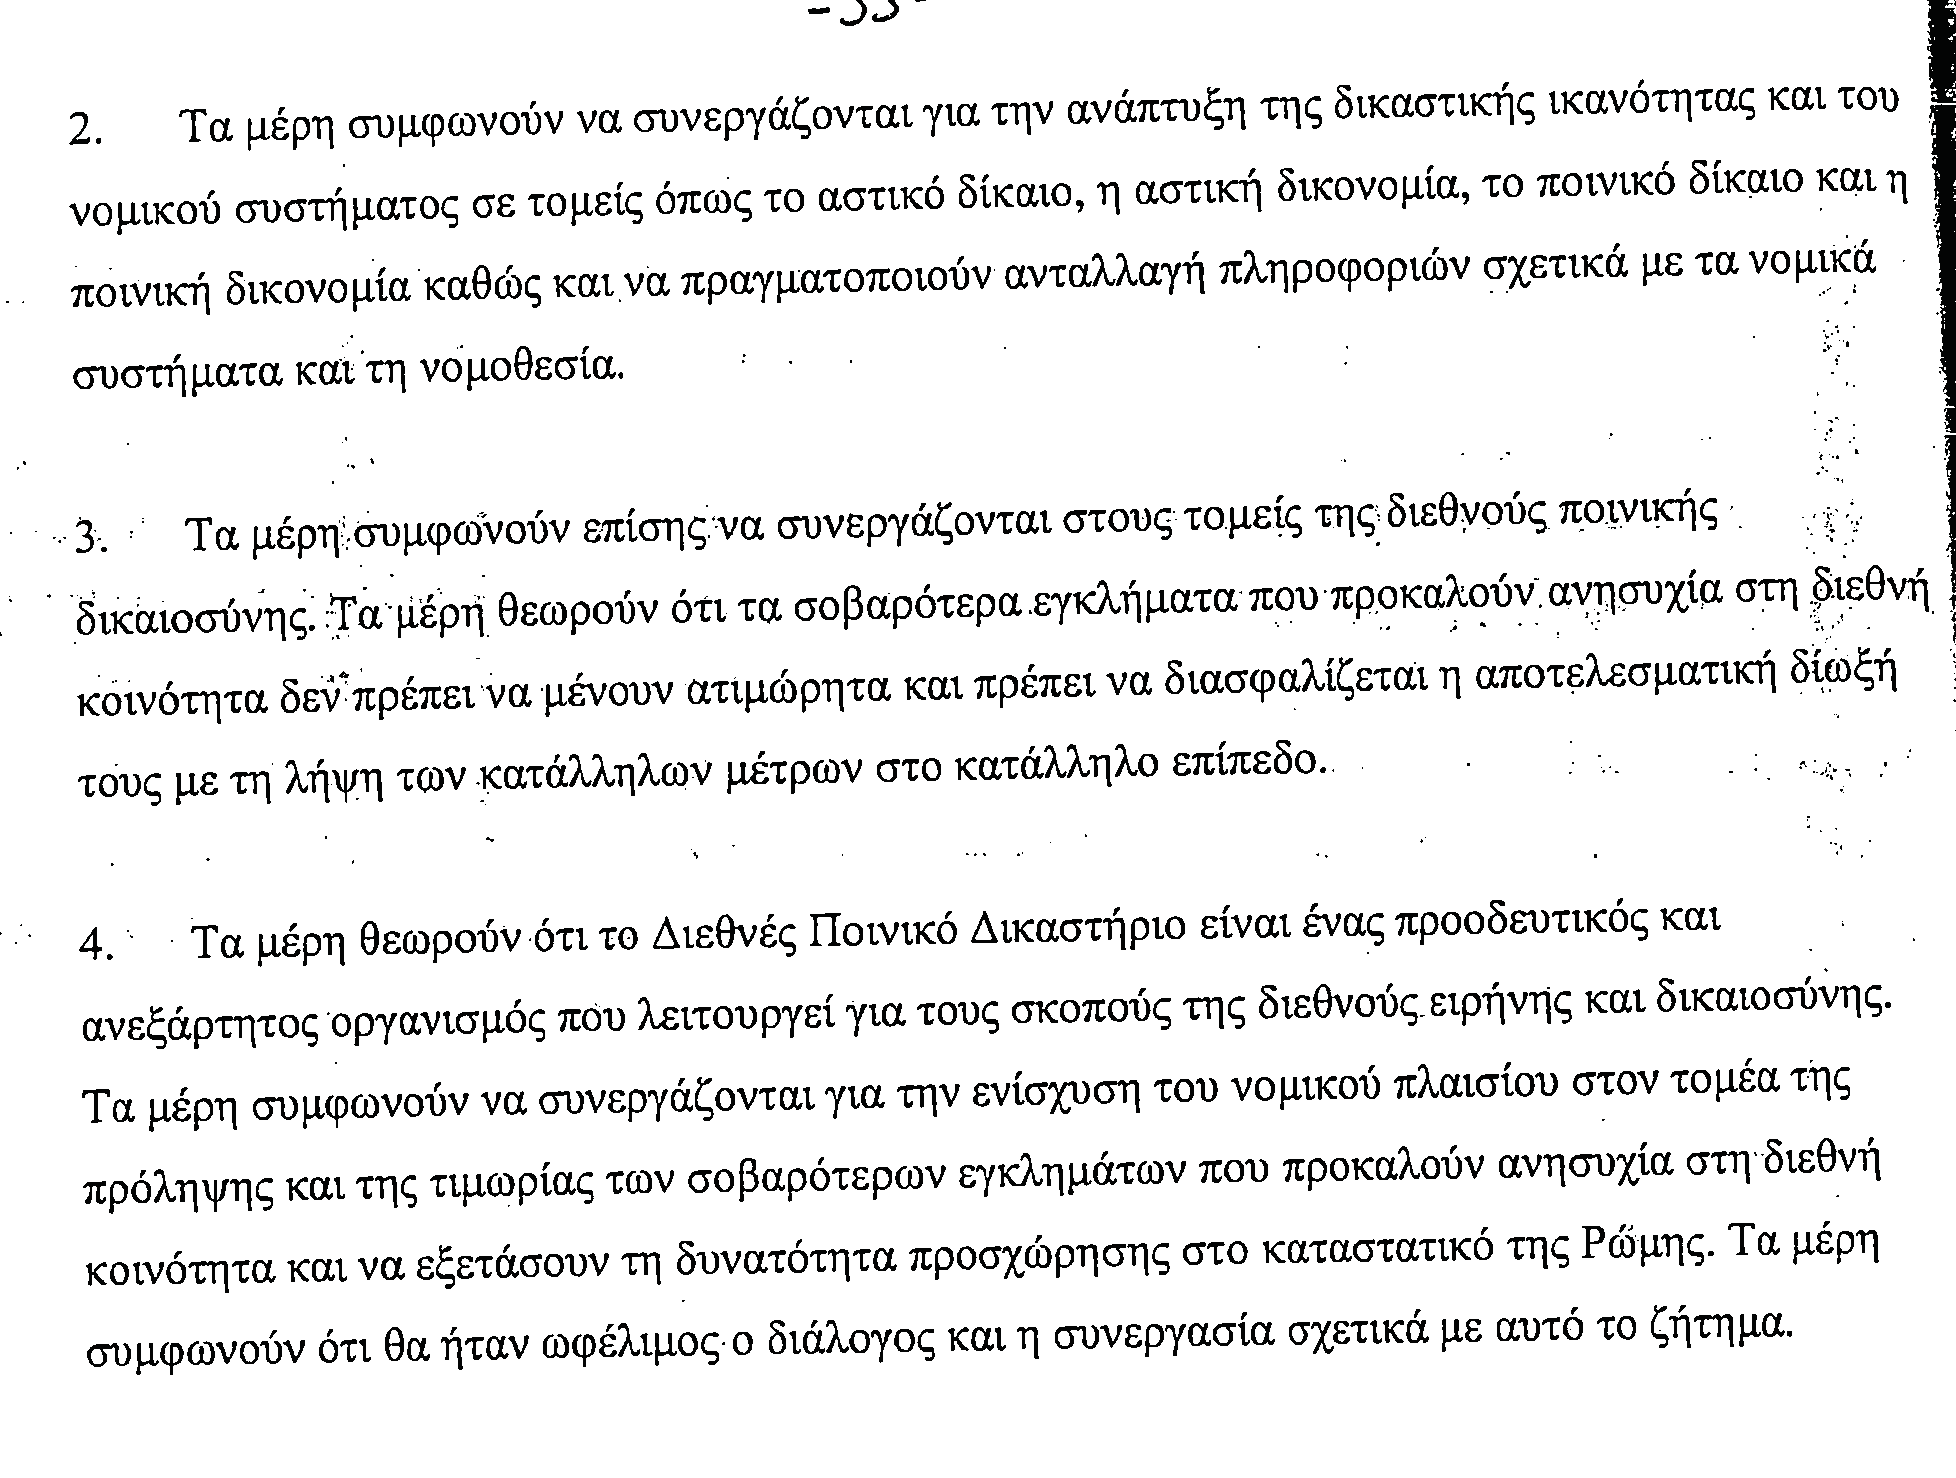 2. Τα μέρη συμφωνούν να συνεργάζονται για την ανάπτυξη της δικαστικής ικανότητας και του
νομικού συστήματος σε τομείς όπως το αστικό δίκαιο, η αστική δικονομία, το ποινικό δίκαιο και η
ποινική δικονομία καθώς και να πραγματοποιούν ανταλλαγή πληροφοριών σχετικά με τα νομικά
συστήματα και τη νομοθεσία.
3. Τα μέρη συμφωνούν επίσης να συνεργάζονται στους τομείς της διεθνούς ποινικής
δικαιοσύνης. Τα μέρη θεωρούν ότι τα σοβαρότερα εγκλήματα που προκαλούν ανησυχία στη διεθνή
κοινότητα δεν πρέπει να μένουν ατιμώρητα και πρέπει να διασφαλίζεται η αποτελεσματική δίωξή
τους με τη λήψη των κατάλληλων μέτρων στο κατάλληλο επίπεδο.
4. Τα μέρη θεωρούν ότι το Διεθνές Ποινικό Δικαστήριο είναι ένας προοδευτικός και
ανεξάρτητος οργανισμός που λειτουργεί για τους σκοπούς της διεθνούς ειρήνης και δικαιοσύνης.
Τα μέρη συμφωνούν να συνεργάζονται για την ενίσχυση του νομικού πλαισίου στον τομέα της
πρόληψης και της τιμωρίας των σοβαρότερων εγκλημάτων που προκαλούν ανησυχία στη διεθνή
κοινότητα και να εξετάσουν τη δυνατότητα προσχώρησης στο καταστατικό της Ρώμης. Τα μέρη
συμφωνούν ότι θα ήταν ωφέλιμος ο διάλογος και η συνεργασία σχετικά με αυτό το ζήτημα.